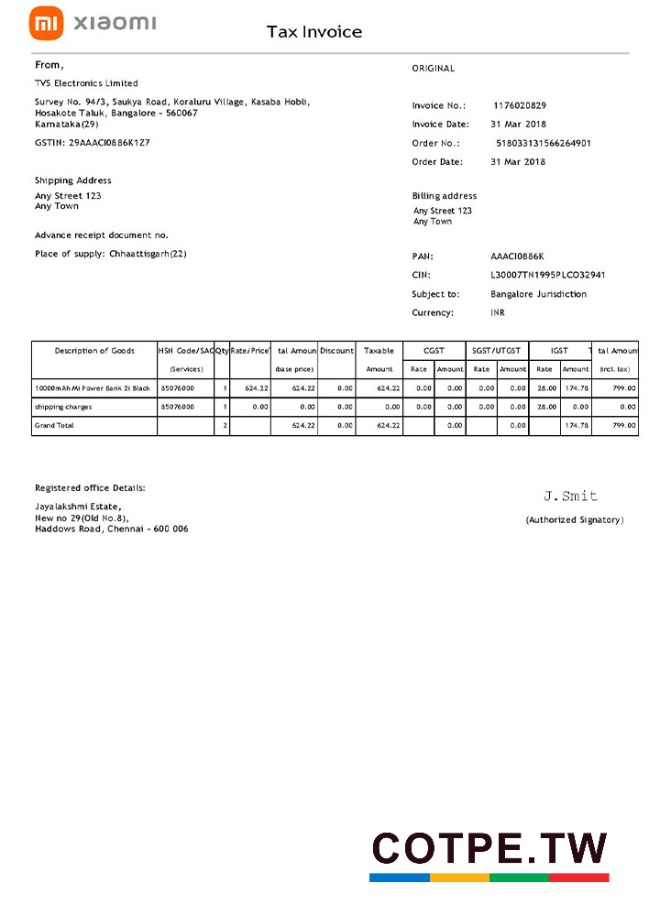 mi xiaomi
Tax Invoice
From,
TVS Electronics Limited
Survey No. 94/3, Saukya Road, Koraluru Village, Kasaba Hobli,
Hosakote Taluk, Bangalore - 560067
Karnataka(29)
GSTIN: 29AAACI0886K1Z7
ORIGINAL
Invoice No.: 1176020829
Invoice Date: 31 Mar 2018
Order No.: 518033131566264901
Order Date: 31 Mar 2018
Shipping Address
Any Street 123
Any Town
Billing address
Any Street 123
Any Town
Advance receipt document no.
Place of supply: Chhaattisgarh(22)
PAN: AAACI0886K
CIN: L30007TN1995PLCO32941
Subject to: Bangalore Jurisdiction
Currency: INR
Description of Goods HSN Code/SAC Qty Rate/Price tal Amoun Discount Taxable CGST SGST/UTGST IGST T tal Amoun
(Services) (base price) Amount Rate Amount Rate Amount Rate Amount (incl. tax)
10000mAh Mi Power Bank 2i Black 85076000 1 624.22 624.22 0.00 624.22 0.00 0.00 0.00 0.00 28.00 174.78 799.00
shipping charges 85076000 1 0.00 0.00 0.00 0.00 0.00 0.00 0.00 0.00 28.00 0.00 0.00
Grand Total 2 624.22 0.00 624.22 0.00 0.00 174.78 799.00
Registered office Details:
Jayalakshmi Estate,
New no 29(Old No.8),
Haddows Road, Chennai - 600 006
J.Smit
(Authorized Signatory)
COTPE.TW